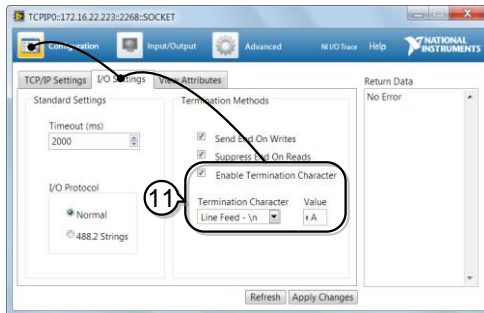 TCPIP0::172.16.22.223::2268::SOCKET
Configuration Input/Output Advanced NI I/O Trace Help NATIONAL INSTRUMENTS
TCP/IP Settings I/O Settings View Attributes
Return Data
No Error
Standard Settings
Timeout (ms)
2000
I/O Protocol
Normal
488.2 Strings
Termination Methods
Send End On Writes
Suppress End On Reads
Enable Termination Character
11
Termination Character Value
Line Feed - \n xA
Refresh Apply Changes